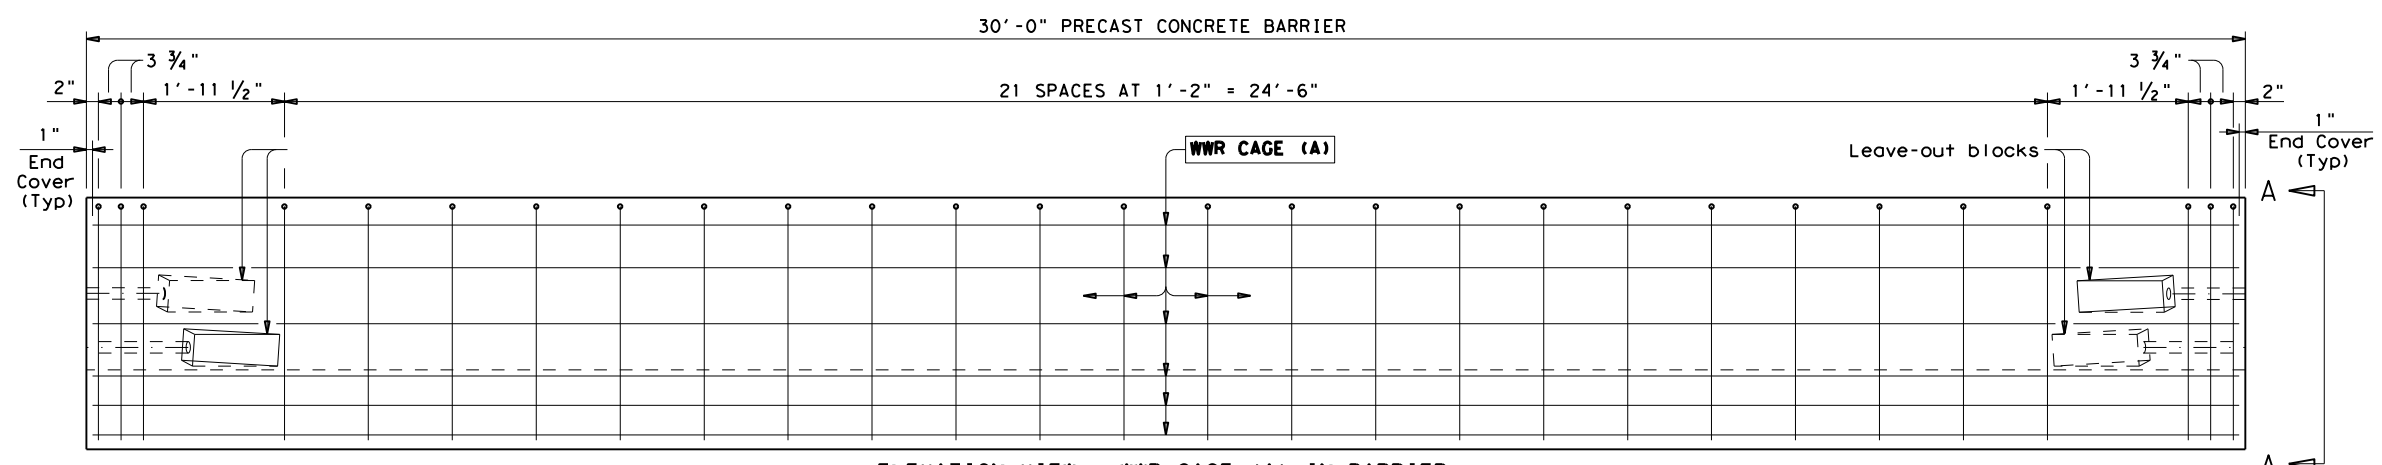 30'-0" PRECAST CONCRETE BARRIER
3 ¾"
3 ¾"
2"
1'-11 ½"
21 SPACES AT 1'-2" = 24'-6"
1'-11 ½"
2"
1"
End
Cover
(Typ)
WWR CAGE (A)
Leave-out blocks
1"
End Cover
(Typ)
A
A